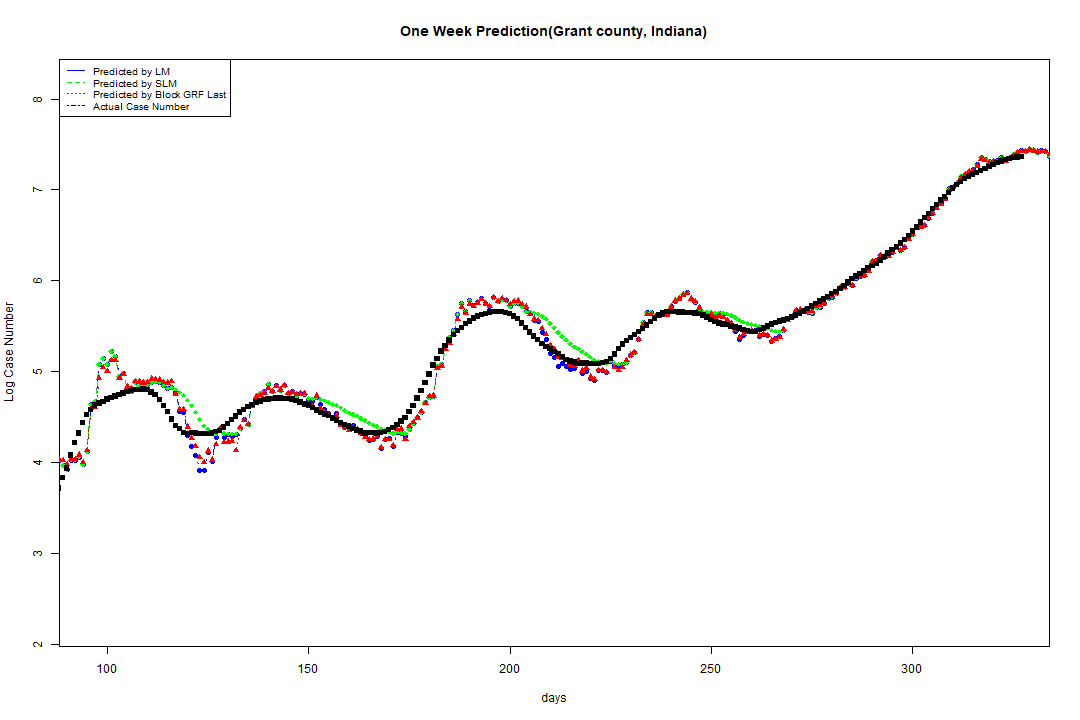 One Week Prediction(Grant county, Indiana)
Predicted by LM
Predicted by SLM
Predicted by Block GRF Last
Actual Case Number
8
7
6
5
4
3
2
Log Case Number
100 150 200 250 300
days